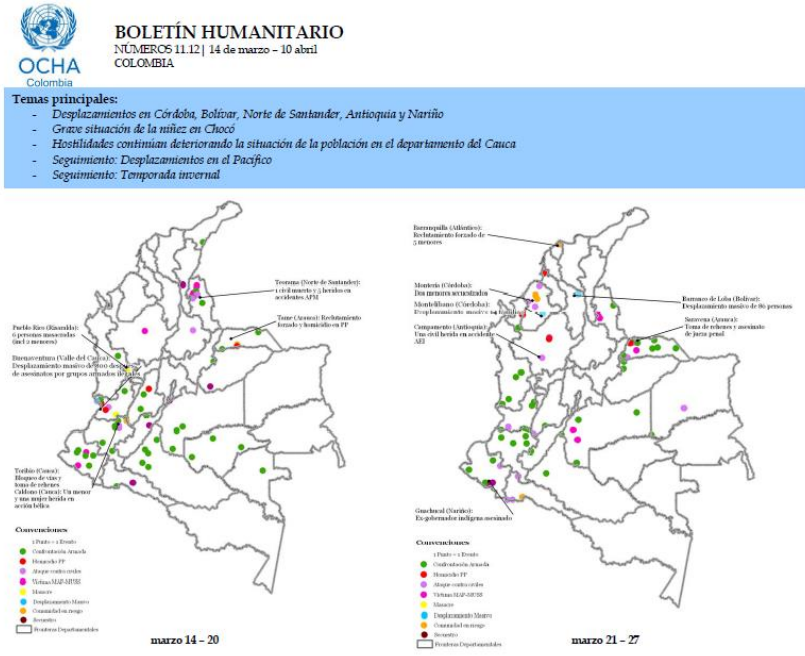 OCHA
Colombia
BOLETÍN HUMANITARIO
NÚMEROS 11.12 | 14 de marzo – 10 abril
COLOMBIA
Temas principales:
- Desplazamientos en Córdoba, Bolívar, Norte de Santander, Antioquia y Nariño
- Grave situación de la niñez en Chocó
- Hostilidades continúan deteriorando la situación de la población en el departamento del Cauca
- Seguimiento: Desplazamientos en el Pacífico
- Seguimiento: Temporada invernal
Teorama (Norte de Santander):
1 civil muerto y 5 heridos en
accidentes APM
Tame (Arauca): Reclutamiento
forzado y homicidio en PP
Pueblo Rico (Risaralda):
6 personas masacradas
(incl 2 menores)
Buenaventura (Valle del Cauca):
Desplazamiento masivo de
de asesinatos por grupos armados ilegales
Toribío (Cauca):
Bloqueo de vías y
toma de rehenes
Caldono (Cauca): Un menor
y una mujer herida en
acción bélica
Convenciones
1 Punto = 1 Evento
Confrontación Armada
Homicidio PP
Ataque contra civiles
Víctima MAP-MUSE
Masacre
Desplazamiento Masivo
Comunidad en riesgo
Secuestro
Fronteras Departamentales
marzo 14 – 20
Barranquilla (Atlántico):
Reclutamiento forzado de
5 menores
Montería (Córdoba):
Dos menores secuestrados
Montelíbano (Córdoba):
Desplazamiento masivo 14 familias
Campamento (Antioquia):
Una civil herida en accidente
AEI
Barranco de Loba (Bolívar):
Desplazamiento masivo de 86 personas
Saravena (Arauca):
Toma de rehenes y asesinato
de jueza penal
Guachucal (Nariño):
Ex-gobernador indígena asesinado
Convenciones
1 Punto = 1 Evento
Confrontación Armada
Homicidio PP
Ataque contra civiles
Víctima MAP-MUSE
Masacre
Desplazamiento Masivo
Comunidad en riesgo
Secuestro
Fronteras Departamentales
marzo 21 – 27